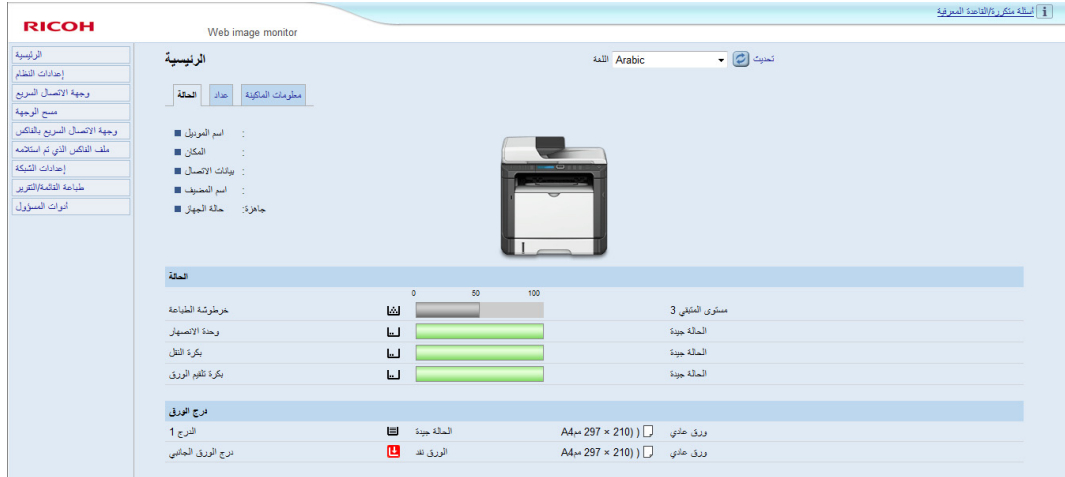 أسئلة متكررة/القاعدة المعرفية
RICOH
Web image monitor
الرئيسية
إعدادات النظام
وجهة الاتصال السريع
مسح الوجهة
وجهة الاتصال السريع بالفاكس
ملف الفاكس الذي تم استلامه
إعدادات الشبكة
طباعة القائمة/التقرير
أدوات المسؤول
الرئيسية
اللغة Arabic تحديث
الحالة عداد معلومات الماكينة
اسم الموديل :
المكان :
بيانات الاتصال :
اسم المضيف :
حالة الجهاز :جاهزة
الحالة
0 50 100
خرطوشة الطباعة مستوى المتبقي 3
وحدة الانصهار الحالة جيدة
بكرة النقل الحالة جيدة
بكرة تلقيم الورق الحالة جيدة
درج الورق
الدرج 1 الحالة جيدة A4مم 297 × 210) ) ورق عادي
درج الورق الجانبي الورق نفد A4مم 297 × 210) ) ورق عادي